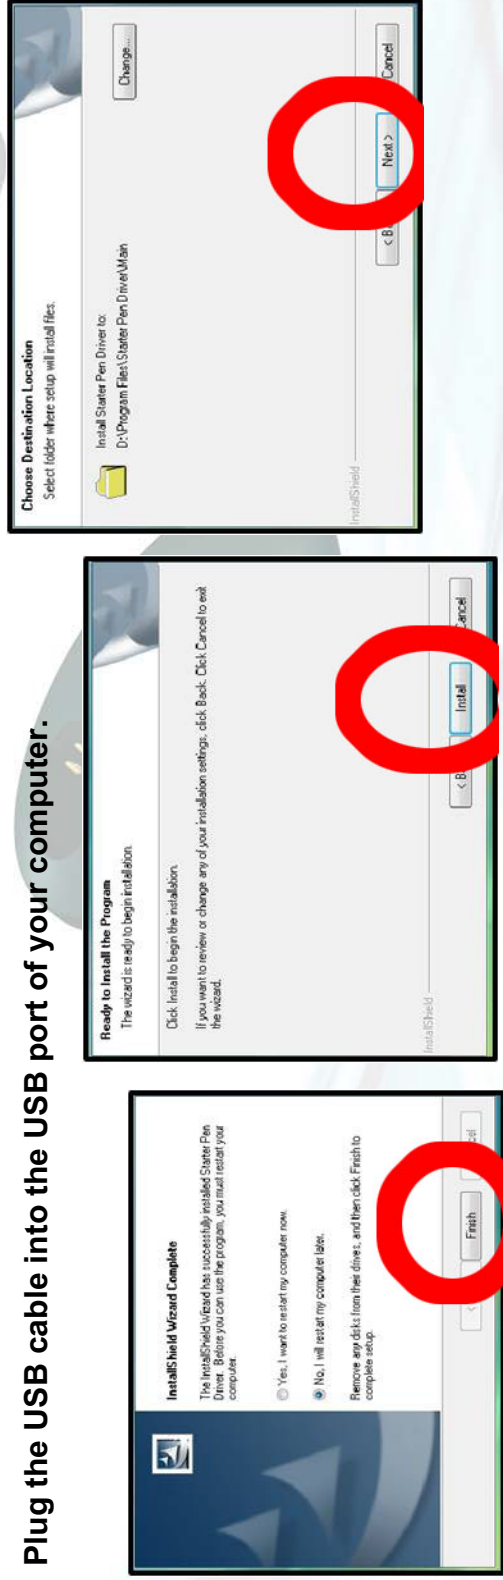 Plug the USB cable into the USB port of your computer.
InstallShield Wizard Complete
The InstallShield Wizard has successfully installed Starter Pen
Driver. Before you can use the program, you must restart your
computer.
Yes, I want to restart my computer now.
No, I will restart my computer later.
Remove any disks from their drives, and then click Finish to
complete setup.
< Finish cel
Ready to Install the Program
The wizard is ready to begin installation.
Click Install to begin the installation.
If you want to review or change any of your installation settings, click Back. Click Cancel to exit
the wizard.
InstallShield
< B Install ancel
Choose Destination Location
Select folder where setup will install files.
Install Starter Pen Driver to:
D:\Program Files\Starter Pen Driver\Main
Change...
InstallShield
< B Next > Cancel